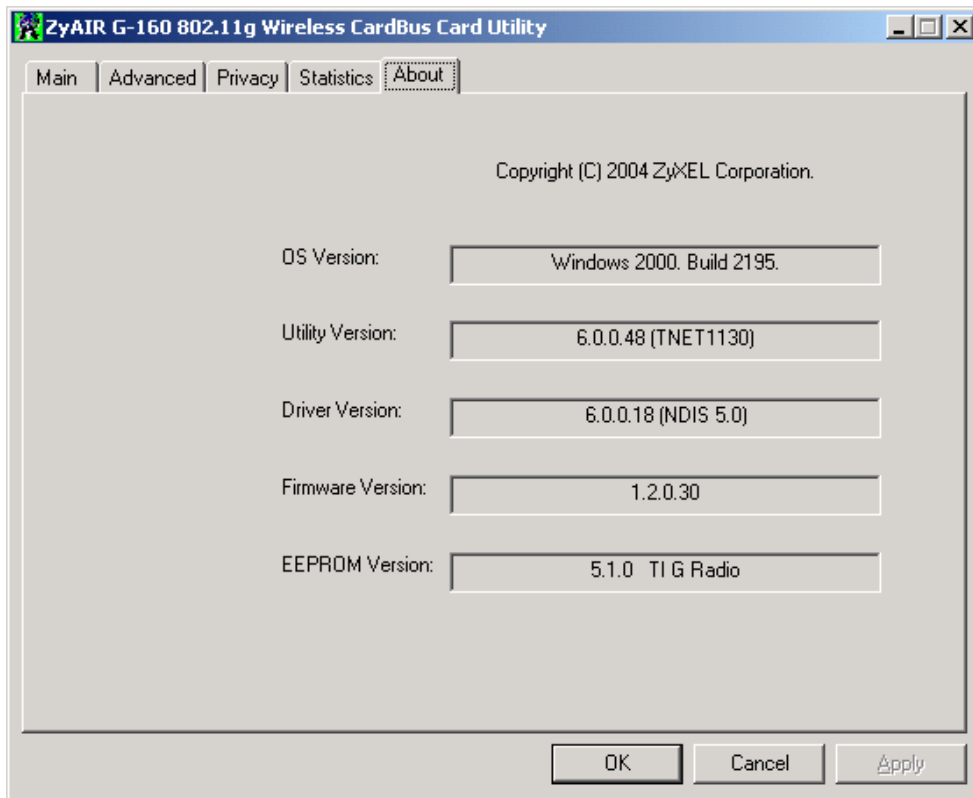 ZyAIR G-160 802.11g Wireless CardBus Card Utility
Main Advanced Privacy Statistics About
Copyright (C) 2004 ZyXEL Corporation.
OS Version: Windows 2000. Build 2195.
Utility Version: 6.0.0.48 (TNET1130)
Driver Version: 6.0.0.18 (NDIS 5.0)
Firmware Version: 1.2.0.30
EEPROM Version: 5.1.0 TI G Radio
OK Cancel Apply